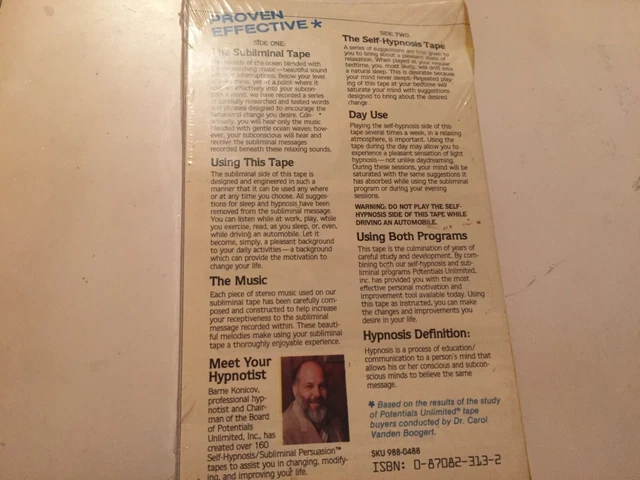 PROVEN
EFFECTIVE*
SIDE ONE:
The Subliminal Tape
of the ocean blended with
music—beautiful sound
interruptions. Below your level
at a point where it
effectively into your subcon-
mind, we have recorded a series
carefully researched and tested words
phrases designed to encourage the
change you desire. Con-
you will hear only the music
blended with gentle ocean waves; how-
ever, your subconscious will hear and
receive the subliminal messages
recorded beneath these relaxing sounds.
Using This Tape
The subliminal side of this tape is
designed and engineered in such a
manner that it can be used any where
or at any time you choose. All sugges-
tions for sleep and hypnosis have been
removed from the subliminal message.
You can listen while at work, play, while
you exercise, read, as you sleep, or, even,
while driving an automobile. Let it
become, simply, a pleasant background
to your daily activities—a background
which can provide the motivation to
change your life.
The Music
Each piece of stereo music used on our
subliminal tape has been carefully com-
posed and constructed to help increase
your receptiveness to the subliminal
message recorded within. These beauti-
ful melodies make using your subliminal
tape a thoroughly enjoyable experience.
Meet Your
Hypnotist
Barrie Konicov,
professional hyp-
notist and Chair-
man of the Board
of Potentials
Unlimited, Inc., has
created over 160
Self-Hypnosis/Subliminal Persuasion™
tapes to assist you in changing, modify-
ing, and improving your life.
SIDE TWO:
The Self-Hypnosis Tape
A series of suggestions are first given to
you to bring about a pleasant state of
relaxation. When played at your regular
bedtime, you, most likely, will drift into
a natural sleep. This is desirable because
your mind never sleeps. Repeated play-
ing of this tape at your bedtime will
saturate your mind with suggestions
designed to bring about the desired
change.
Day Use
Playing the self-hypnosis side of this
tape several times a week, in a relaxing
atmosphere, is important. Using the
tape during the day may allow you to
experience a pleasant sensation of light
hypnosis—not unlike daydreaming.
During these sessions, your mind will be
saturated with the same suggestions it
has absorbed while using the subliminal
program or during your evening
sessions.
WARNING: DO NOT PLAY THE SELF-
HYPNOSIS SIDE OF THIS TAPE WHILE
DRIVING AN AUTOMOBILE.
Using Both Programs
This tape is the culmination of years of
careful study and development. By com-
bining both our self-hypnosis and sub-
liminal programs Potentials Unlimited,
inc. has provided you with the most
effective personal motivation and
improvement tool available today. Using
this tape as instructed, you can make
the changes and improvements you
desire in your life.
Hypnosis Definition:
Hypnosis is a process of education/
communication to a person's mind that
allows his or her conscious and subcon-
scious minds to believe the same
message.
* Based on the results of the study
of Potentials Unlimited® tape
buyers conducted by Dr. Carol
Vanden Boogert.
SKU 988-0488
ISBN: 0-87082-313-2